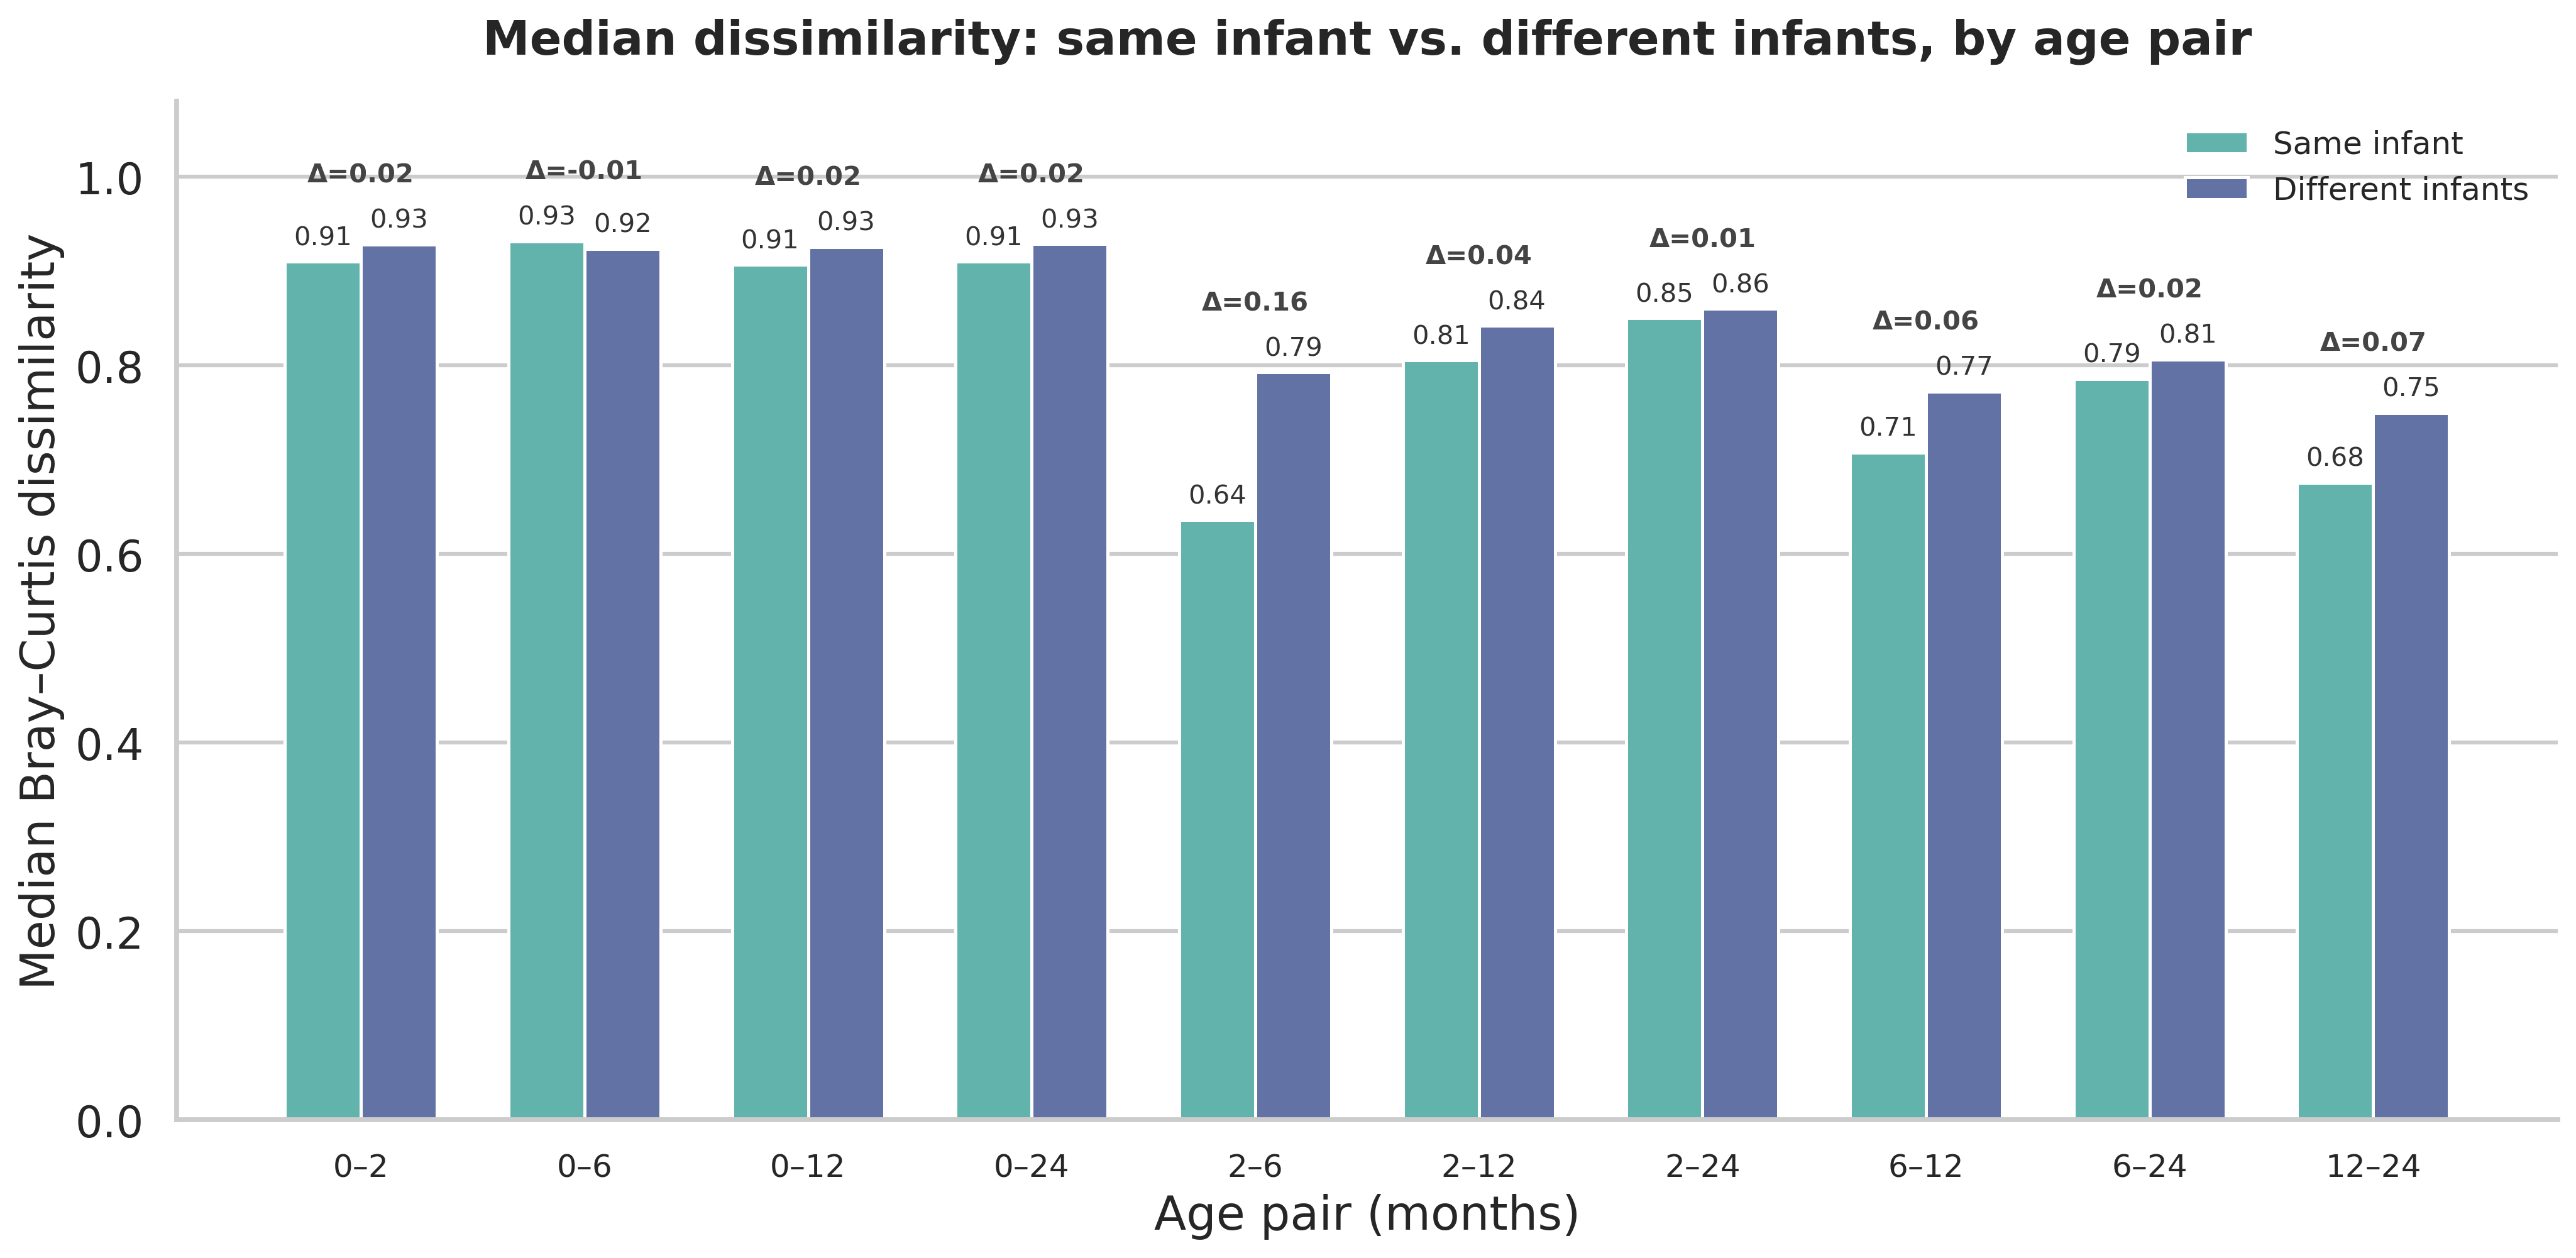 Median dissimilarity: same infant vs. different infants, by age pair
Same infant
Different infants
Median Bray–Curtis dissimilarity
1.0
0.8
0.6
0.4
0.2
0.0
Δ=0.02
0.91
0.93
Δ=-0.01
0.93
0.92
Δ=0.02
0.91
0.93
Δ=0.02
0.91
0.93
Δ=0.16
0.64
0.79
Δ=0.04
0.81
0.84
Δ=0.01
0.85
0.86
Δ=0.06
0.71
0.77
Δ=0.02
0.79
0.81
Δ=0.07
0.68
0.75
0–2
0–6
0–12
0–24
2–6
2–12
2–24
6–12
6–24
12–24
Age pair (months)